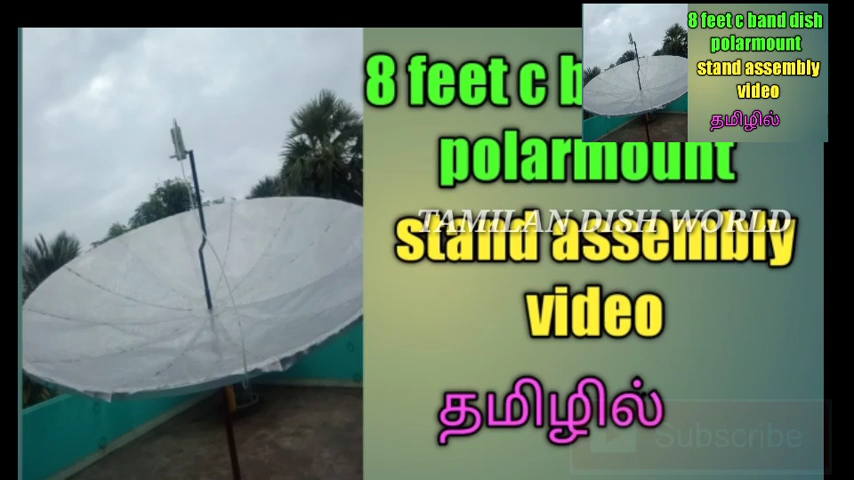 8 feet c band dish
polarmount
stand assembly
video
தமிழில்
8 feet c b
polarmount
TAMILAN DISH WORLD
stand assembly
video
தமிழில்
Subscribe